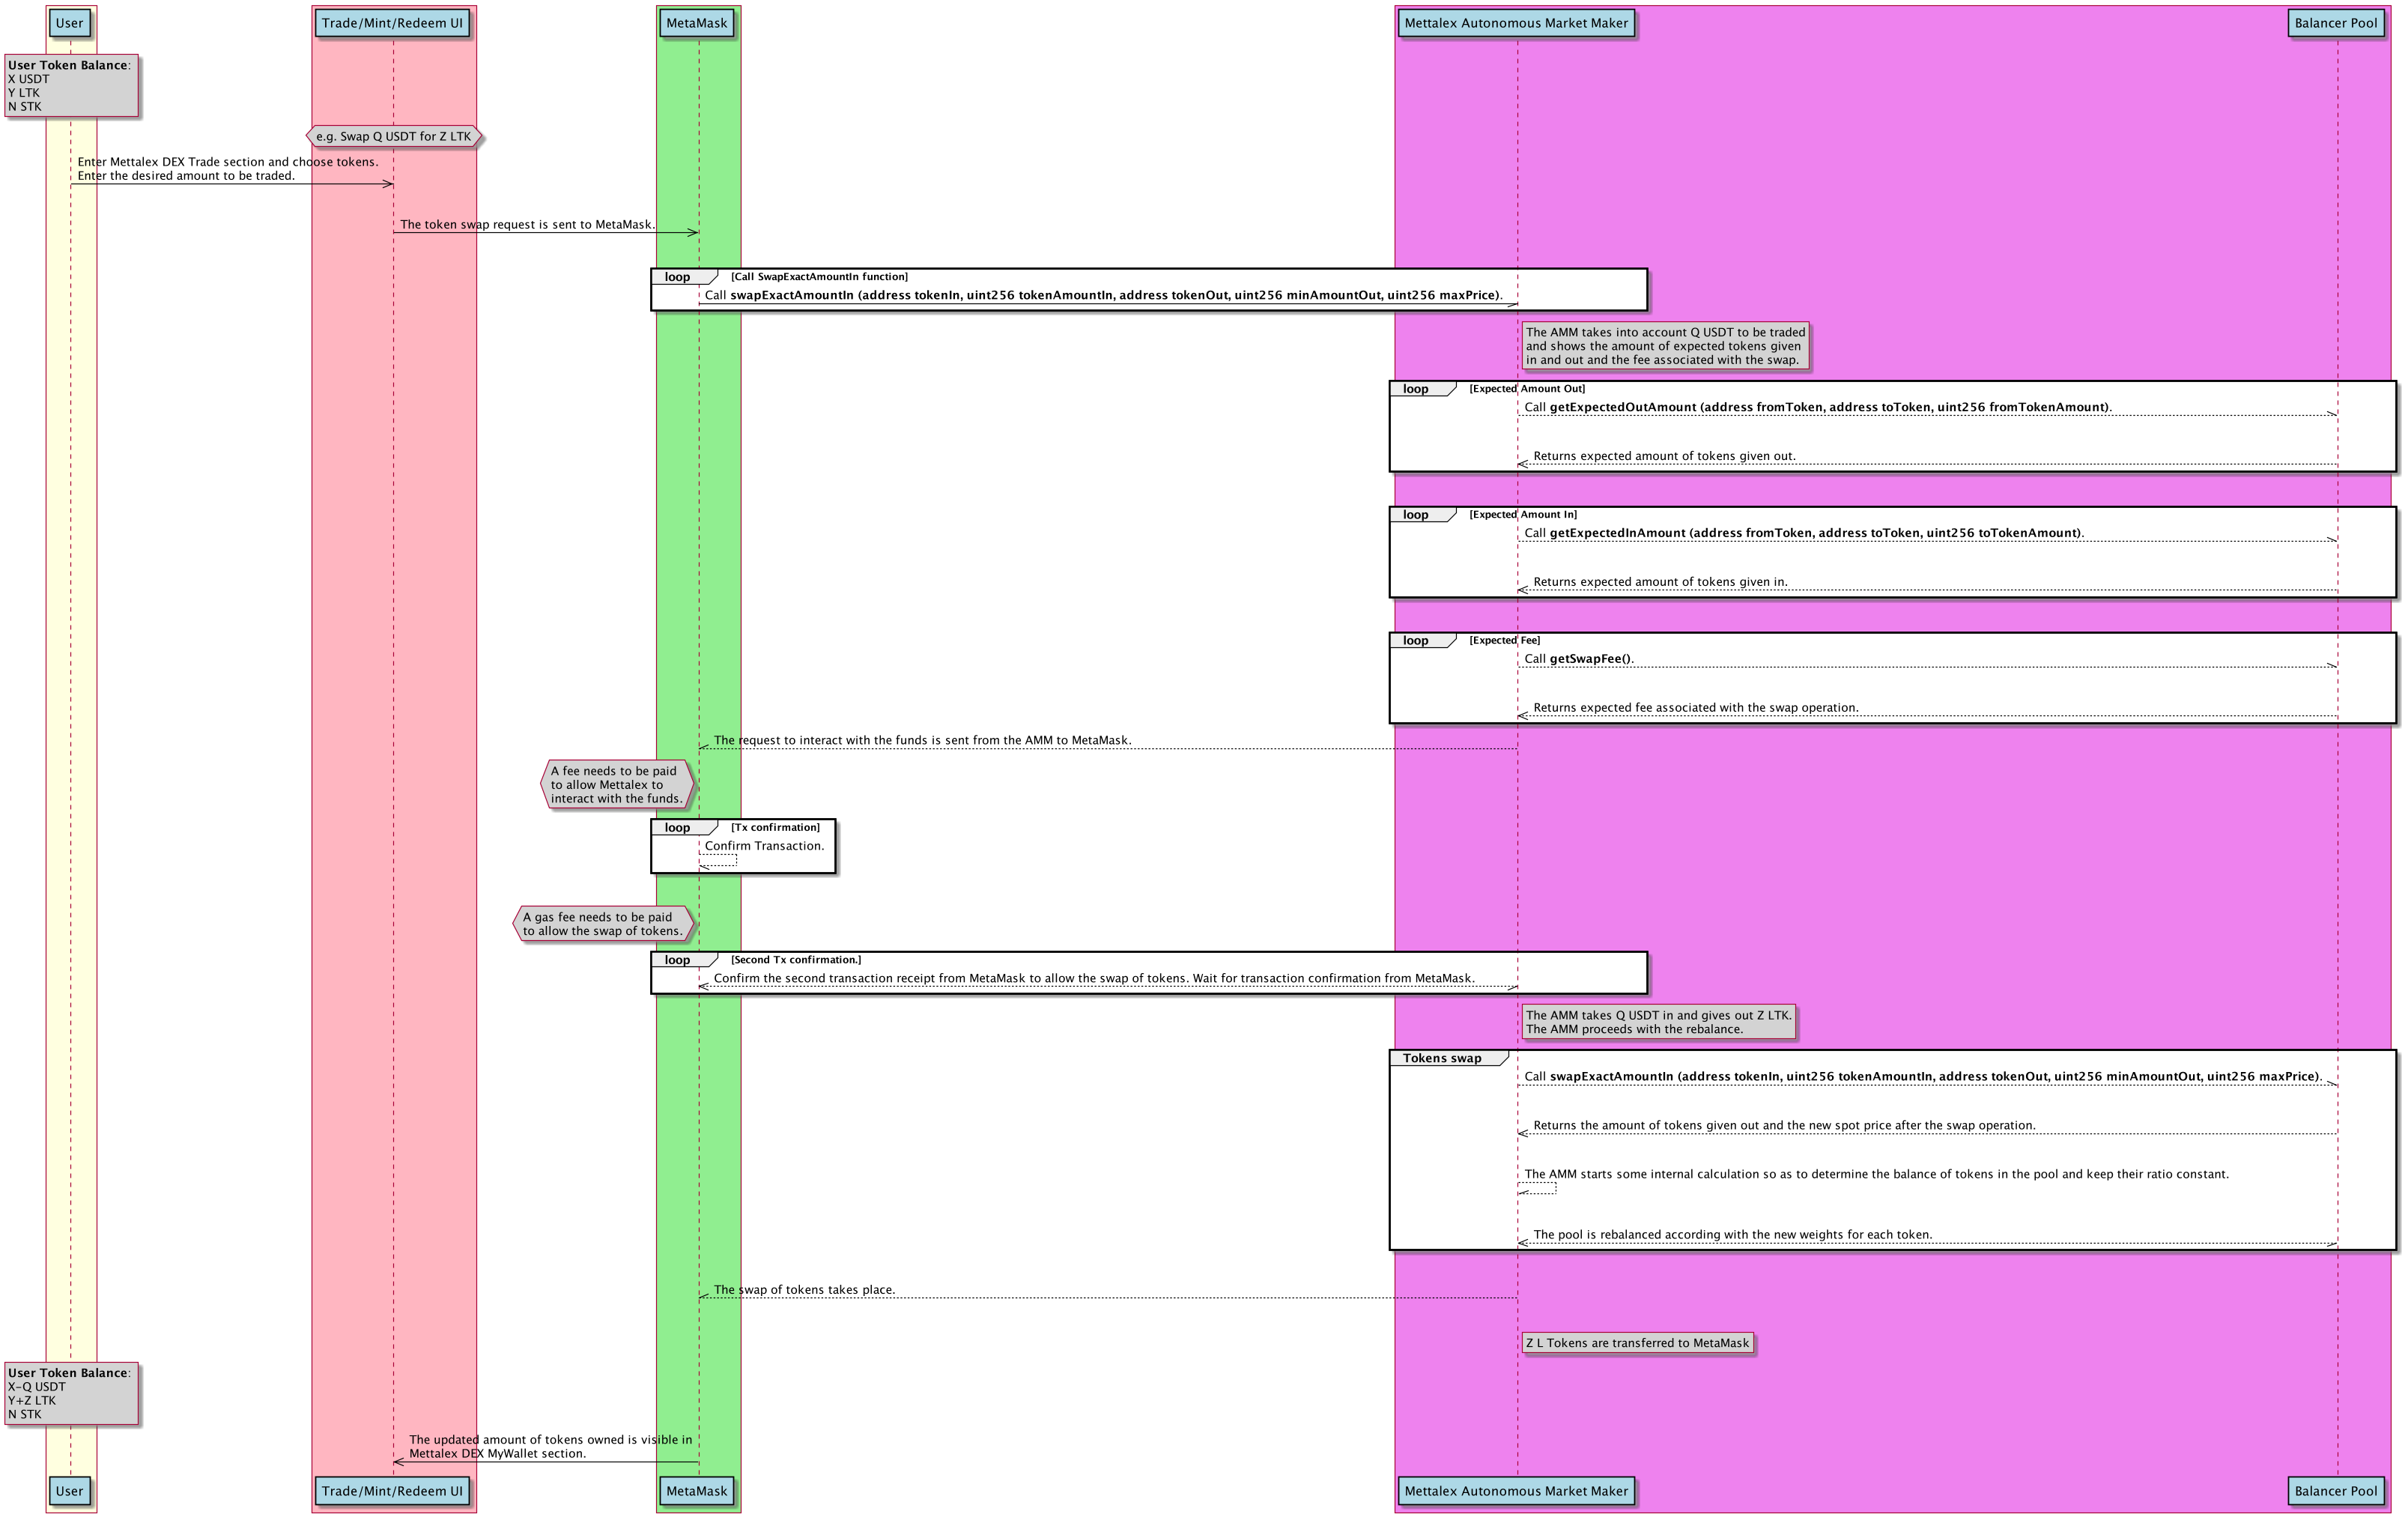 User
Trade/Mint/Redeem UI
MetaMask
Mettalex Autonomous Market Maker
Balancer Pool
User Token Balance:
X USDT
Y LTK
N STK
e.g. Swap Q USDT for Z LTK
Enter Mettalex DEX Trade section and choose tokens.
Enter the desired amount to be traded.
The token swap request is sent to MetaMask.
loop [Call SwapExactAmountIn function]
Call swapExactAmountIn (address tokenIn, uint256 tokenAmountIn, address tokenOut, uint256 minAmountOut, uint256 maxPrice).
The AMM takes into account Q USDT to be traded
and shows the amount of expected tokens given
in and out and the fee associated with the swap.
loop [Expected Amount Out]
Call getExpectedOutAmount (address fromToken, address toToken, uint256 fromTokenAmount).
Returns expected amount of tokens given out.
loop [Expected Amount In]
Call getExpectedInAmount (address fromToken, address toToken, uint256 toTokenAmount).
Returns expected amount of tokens given in.
loop [Expected Fee]
Call getSwapFee().
Returns expected fee associated with the swap operation.
The request to interact with the funds is sent from the AMM to MetaMask.
A fee needs to be paid
to allow Mettalex to
interact with the funds.
loop [Tx confirmation]
Confirm Transaction.
A gas fee needs to be paid
to allow the swap of tokens.
loop [Second Tx confirmation.]
Confirm the second transaction receipt from MetaMask to allow the swap of tokens. Wait for transaction confirmation from MetaMask.
The AMM takes Q USDT in and gives out Z LTK.
The AMM proceeds with the rebalance.
Tokens swap
Call swapExactAmountIn (address tokenIn, uint256 tokenAmountIn, address tokenOut, uint256 minAmountOut, uint256 maxPrice).
Returns the amount of tokens given out and the new spot price after the swap operation.
The AMM starts some internal calculation so as to determine the balance of tokens in the pool and keep their ratio constant.
The pool is rebalanced according with the new weights for each token.
The swap of tokens takes place.
Z L Tokens are transferred to MetaMask
User Token Balance:
X-Q USDT
Y+Z LTK
N STK
The updated amount of tokens owned is visible in
Mettalex DEX MyWallet section.
User
Trade/Mint/Redeem UI
MetaMask
Mettalex Autonomous Market Maker
Balancer Pool